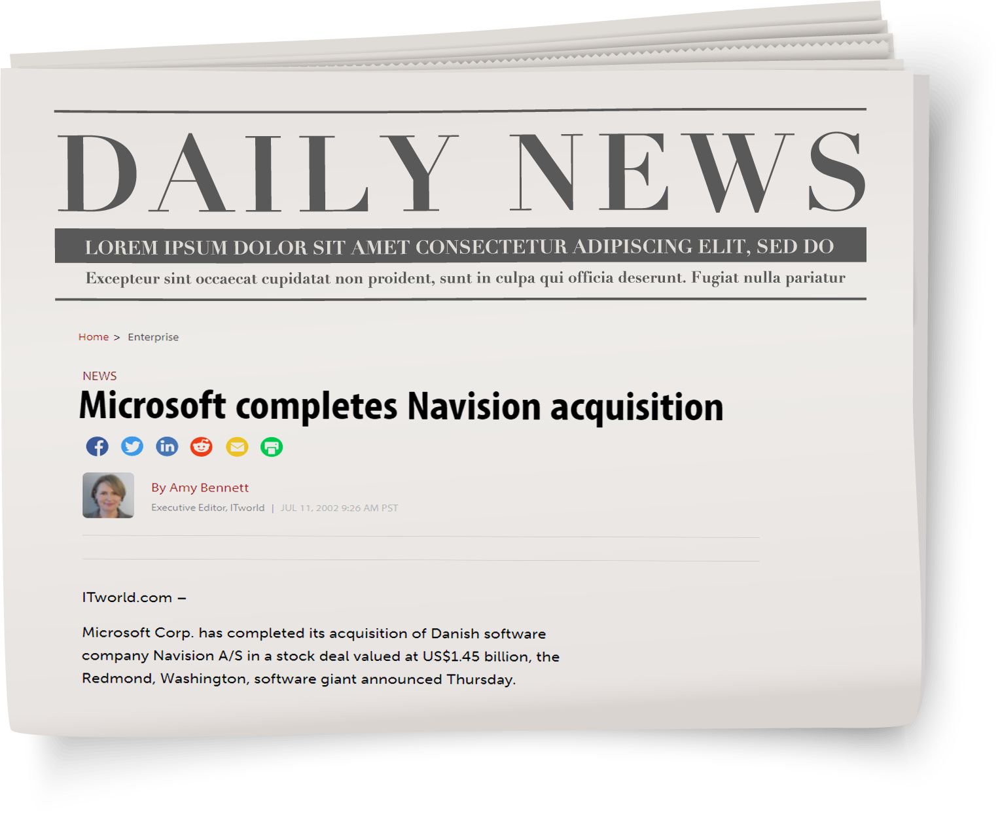 DAILY NEWS
LOREM IPSUM DOLOR SIT AMET CONSECTETUR ADIPISCING ELIT, SED DO
Excepteur sint occaecat cupidatat non proident, sunt in culpa qui officia deserunt. Fugiat nulla pariatur
Home > Enterprise
NEWS
Microsoft completes Navision acquisition
By Amy Bennett
Executive Editor, ITworld | JUL 11, 2002 9:26 AM PST
ITworld.com –
Microsoft Corp. has completed its acquisition of Danish software
company Navision A/S in a stock deal valued at US$1.45 billion, the
Redmond, Washington, software giant announced Thursday.